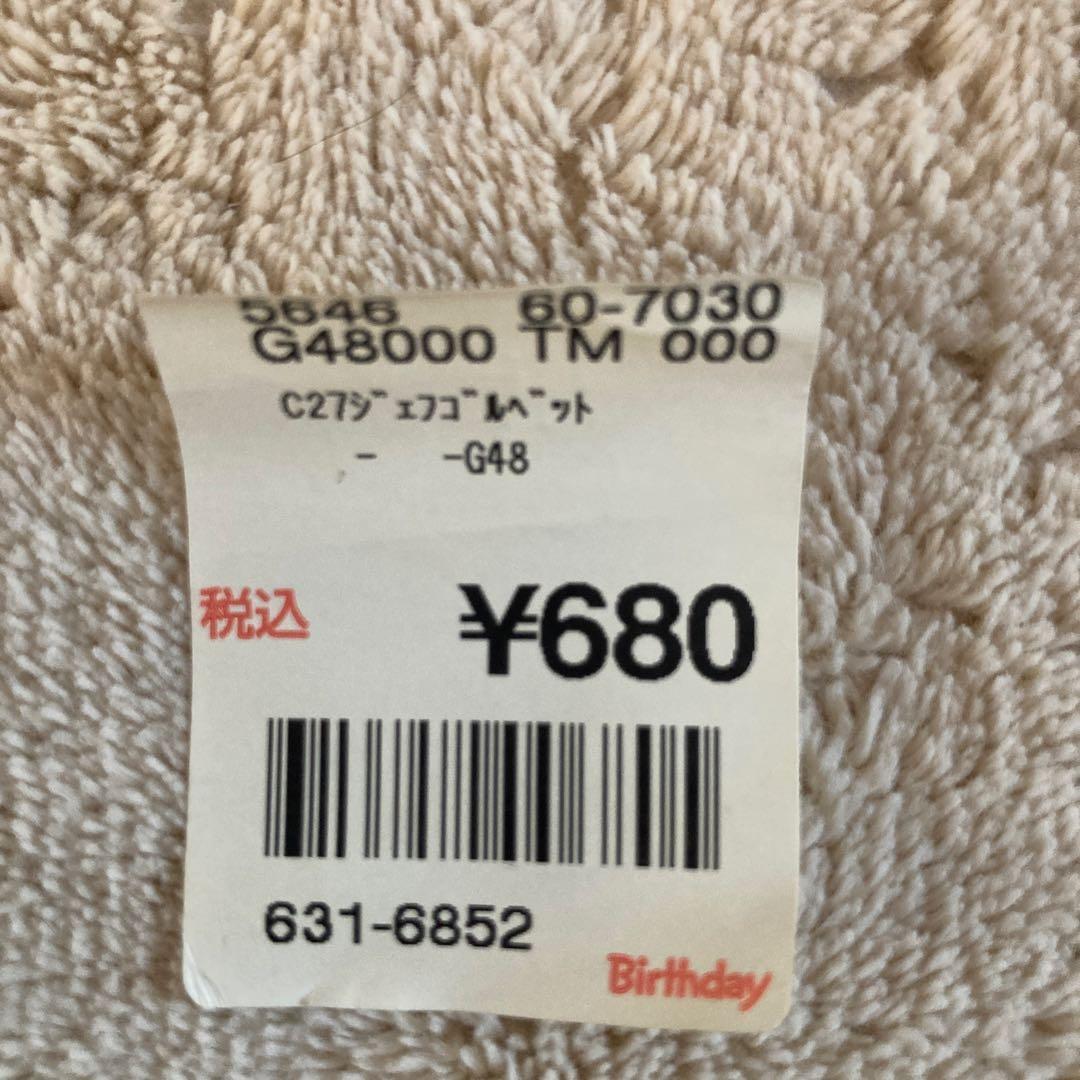 5646 60-7030
G48000 TM 000
C27ｼﾞｪﾌｺﾞﾙﾍﾞｯﾄ
- -G48
税込 ¥680
631-6852
Birthday